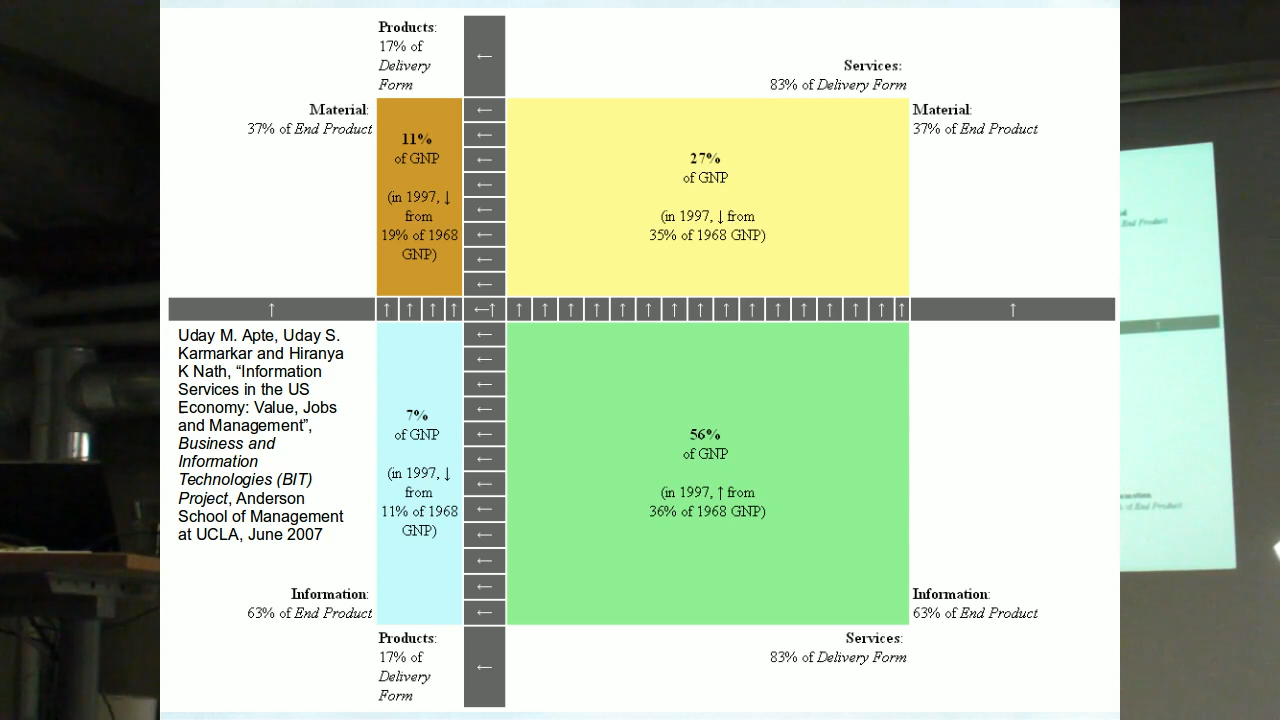 Products:
17% of
Delivery
Form
←
Services:
83% of Delivery Form
Material:
37% of End Product
11%
of GNP
(in 1997, ↓
from
19% of 1968
GNP)
←
←
←
←
←
←
←
←
27%
of GNP
(in 1997, ↓ from
35% of 1968 GNP)
Material:
37% of End Product
↑ ↑ ↑ ↑ ↑ ←↑ ↑ ↑ ↑ ↑ ↑ ↑ ↑ ↑ ↑ ↑ ↑ ↑ ↑ ↑ ↑ ↑ ↑
Uday M. Apte, Uday S.
Karmarkar and Hiranya
K Nath, “Information
Services in the US
Economy: Value, Jobs
and Management”,
Business and
Information
Technologies (BIT)
Project, Anderson
School of Management
at UCLA, June 2007
7%
of GNP
(in 1997, ↓
from
11% of 1968
GNP)
←
←
←
←
←
←
←
←
←
←
←
←
56%
of GNP
(in 1997, ↑ from
36% of 1968 GNP)
Information:
63% of End Product
Information:
63% of End Product
Products:
17% of
Delivery
Form
←
Services:
83% of Delivery Form
End Product
↑
End Product